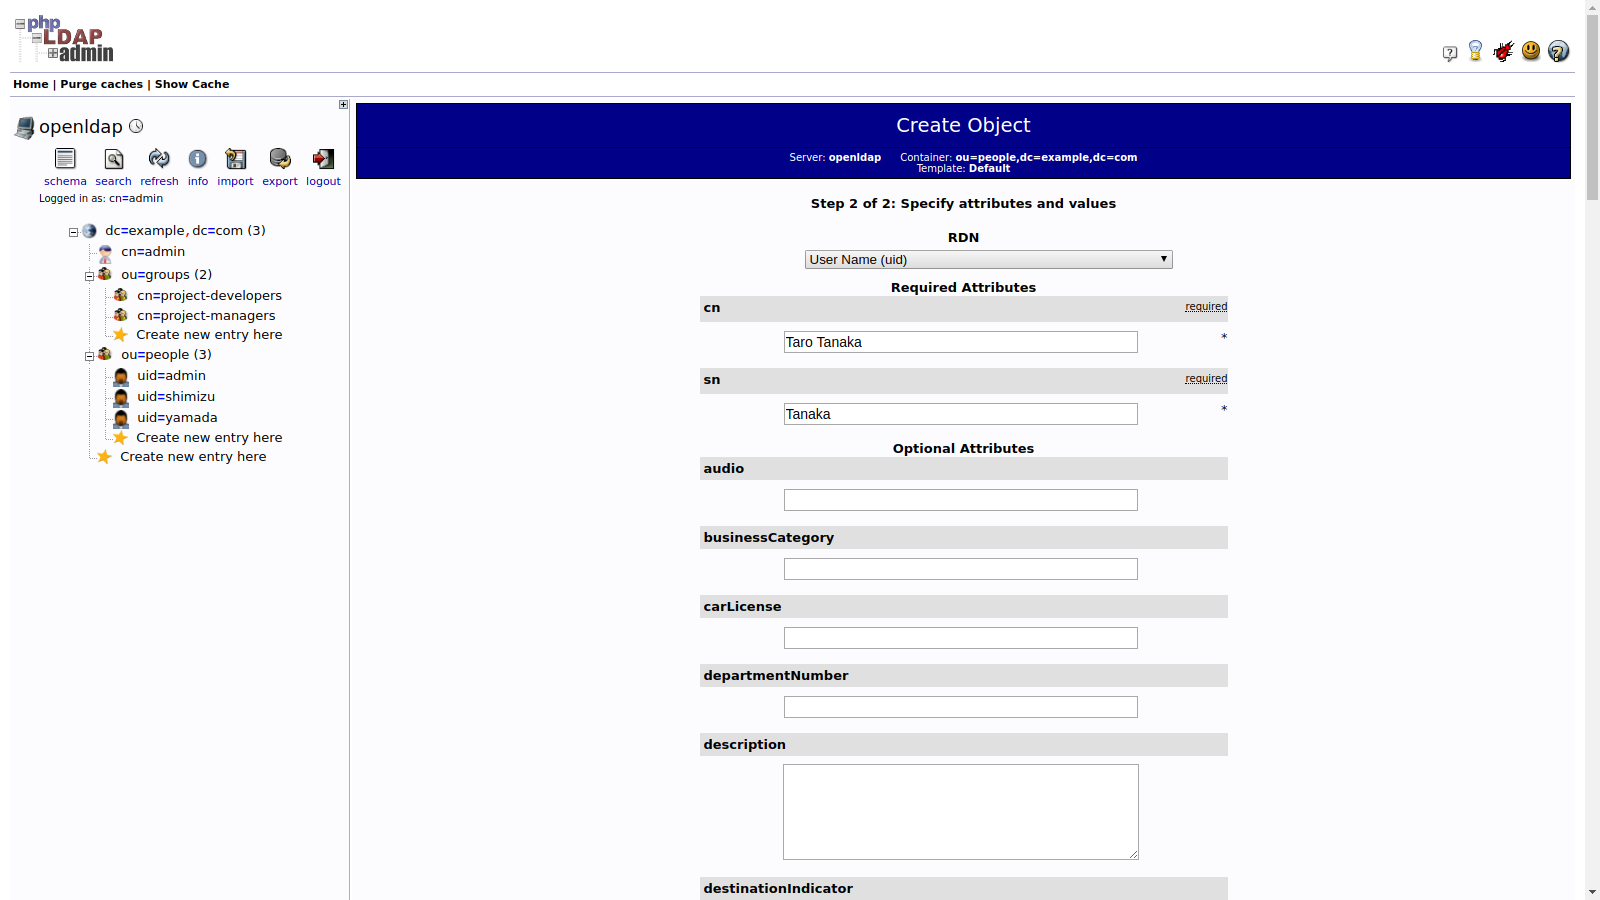 php
LDAP
admin
Home | Purge caches | Show Cache
openldap
schema search refresh info import export logout
Logged in as: cn=admin
dc=example,dc=com (3)
cn=admin
ou=groups (2)
cn=project-developers
cn=project-managers
Create new entry here
ou=people (3)
uid=admin
uid=shimizu
uid=yamada
Create new entry here
Create new entry here
Create Object
Server: openldap Container: ou=people,dc=example,dc=com
Template: Default
Step 2 of 2: Specify attributes and values
RDN
User Name (uid)
Required Attributes
cn required
Taro Tanaka *
sn required
Tanaka *
Optional Attributes
audio
businessCategory
carLicense
departmentNumber
description
destinationIndicator